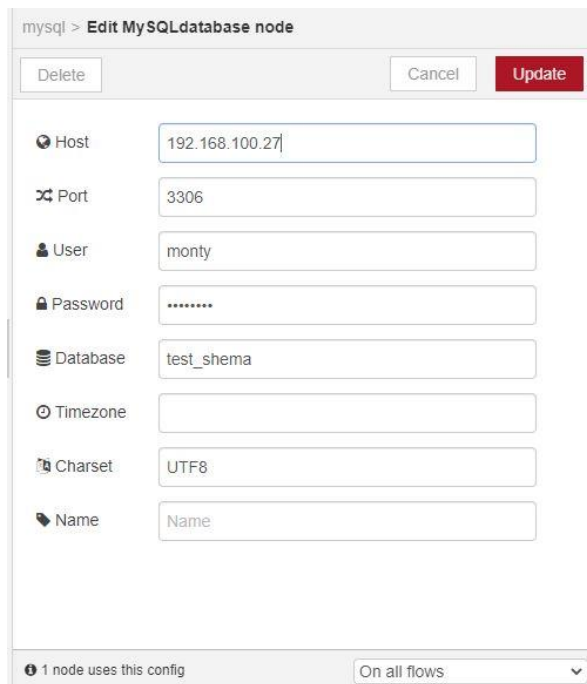 mysql > Edit MySQLdatabase node
Delete Cancel Update
Host 192.168.100.27
Port 3306
User monty
Password ••••••••
Database test_shema
Timezone
Charset UTF8
Name Name
1 node uses this config On all flows